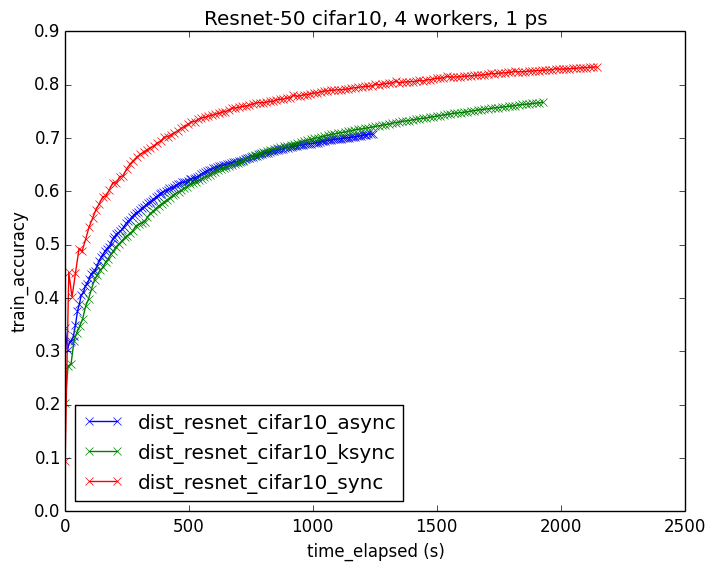 Resnet-50 cifar10, 4 workers, 1 ps
0.9
0.8
0.7
0.6
0.5
0.4
0.3
0.2
0.1
0.0
train_accuracy
dist_resnet_cifar10_async
dist_resnet_cifar10_ksync
dist_resnet_cifar10_sync
0 500 1000 1500 2000 2500
time_elapsed (s)